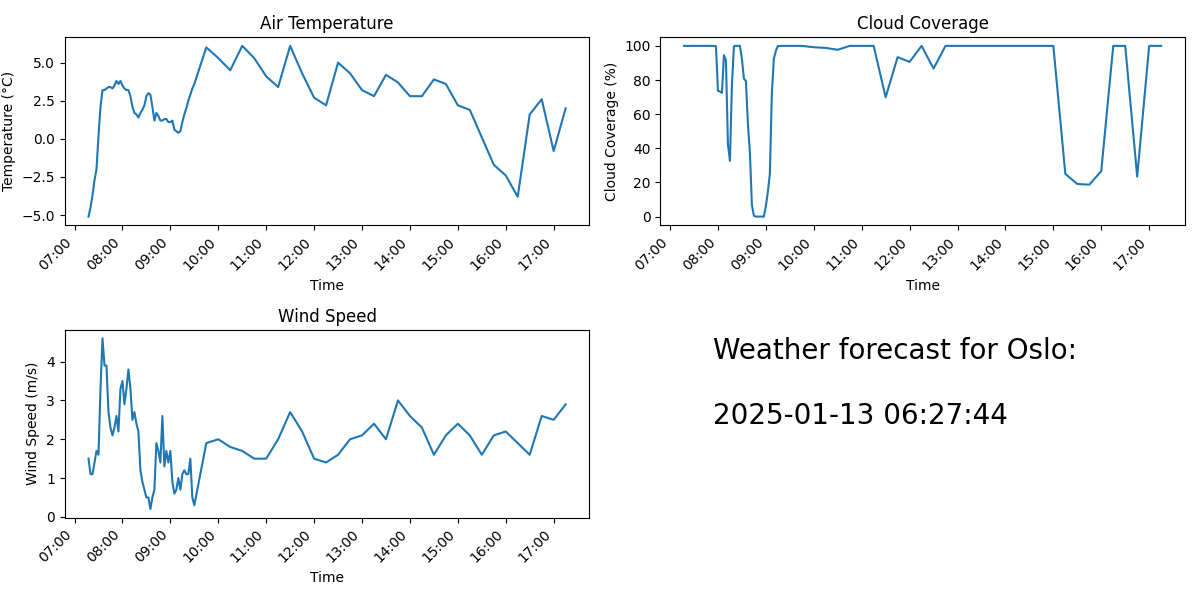 Air Temperature
Temperature (°C)
5.0
2.5
0.0
−2.5
−5.0
07:00 08:00 09:00 10:00 11:00 12:00 13:00 14:00 15:00 16:00 17:00
Time
Cloud Coverage
Cloud Coverage (%)
100
80
60
40
20
0
07:00 08:00 09:00 10:00 11:00 12:00 13:00 14:00 15:00 16:00 17:00
Time
Wind Speed
Wind Speed (m/s)
4
3
2
1
0
07:00 08:00 09:00 10:00 11:00 12:00 13:00 14:00 15:00 16:00 17:00
Time
Weather forecast for Oslo:
2025-01-13 06:27:44